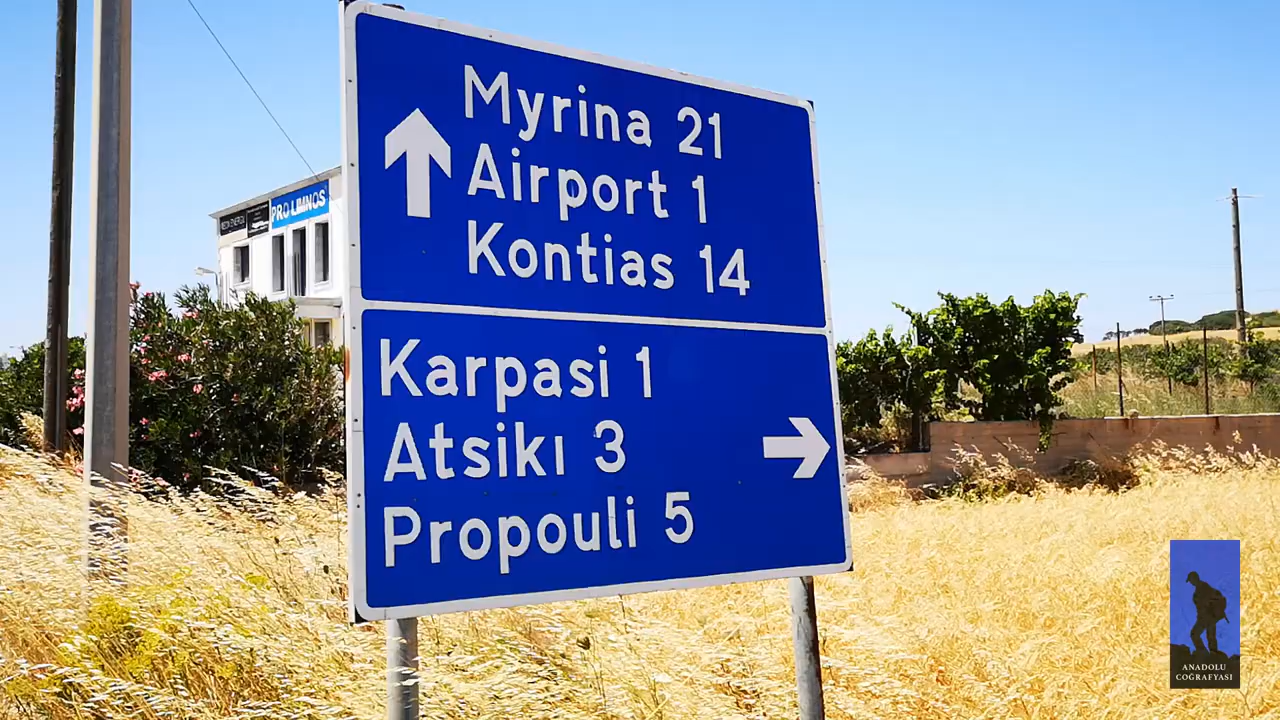 Myrina 21
Airport 1
Kontias 14
Karpasi 1
Atsikı 3
Propouli 5
PRO LIMNOS
ANADOLU
COĞRAFYASI